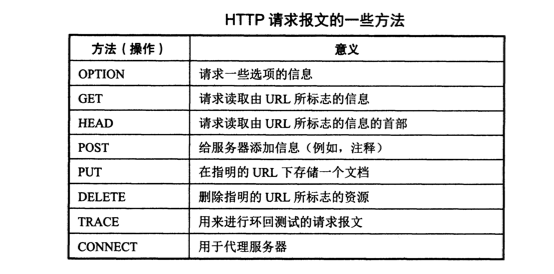 HTTP 请求报文的一些方法
方法（操作） 意义
OPTION 请求一些选项的信息
GET 请求读取由 URL 所标志的信息
HEAD 请求读取由 URL 所标志的信息的首部
POST 给服务器添加信息（例如，注释）
PUT 在指明的 URL 下存储一个文档
DELETE 删除指明的 URL 所标志的资源
TRACE 用来进行环回测试的请求报文
CONNECT 用于代理服务器